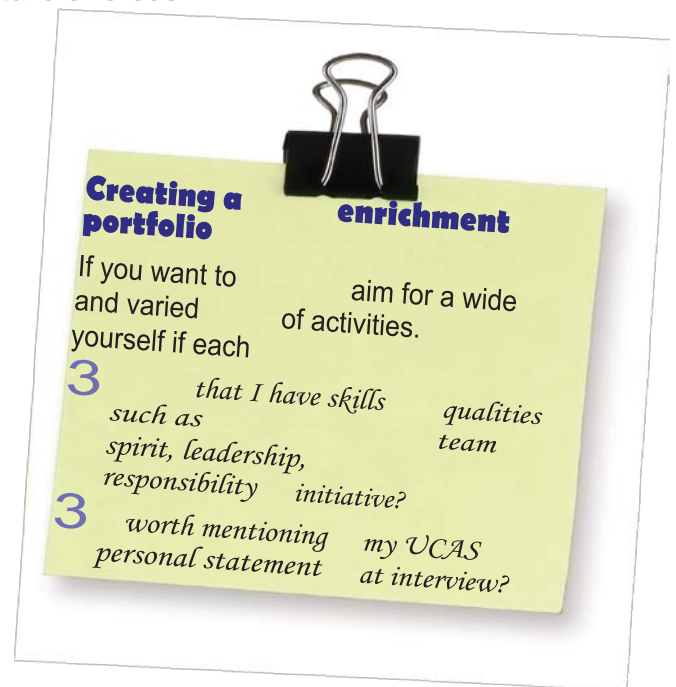 Creating a enrichment
portfolio
If you want to aim for a wide
and varied of activities.
yourself if each
3 that I have skills qualities
such as team
spirit, leadership,
responsibility initiative?
3 worth mentioning my UCAS
personal statement at interview?